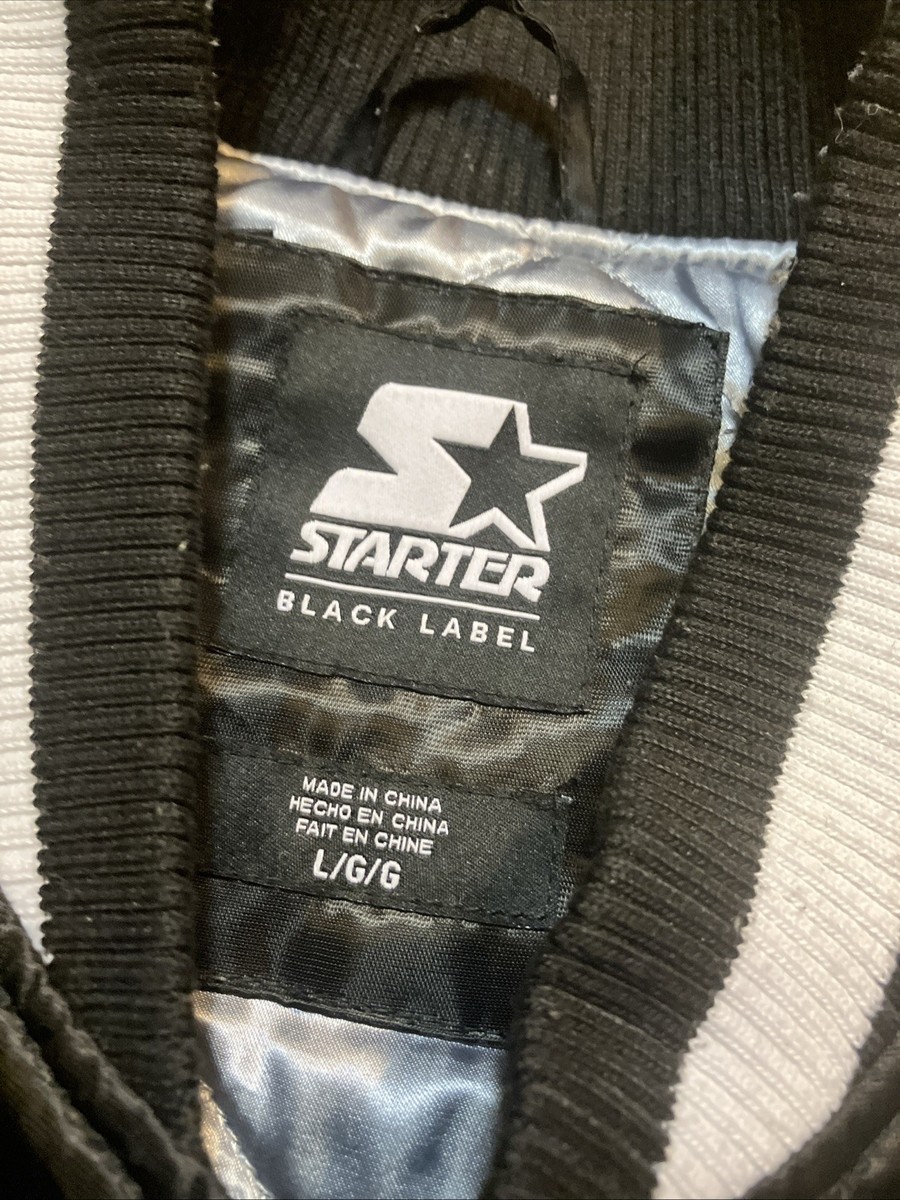 STARTER
BLACK LABEL
MADE IN CHINA
HECHO EN CHINA
FAIT EN CHINE
L/G/G